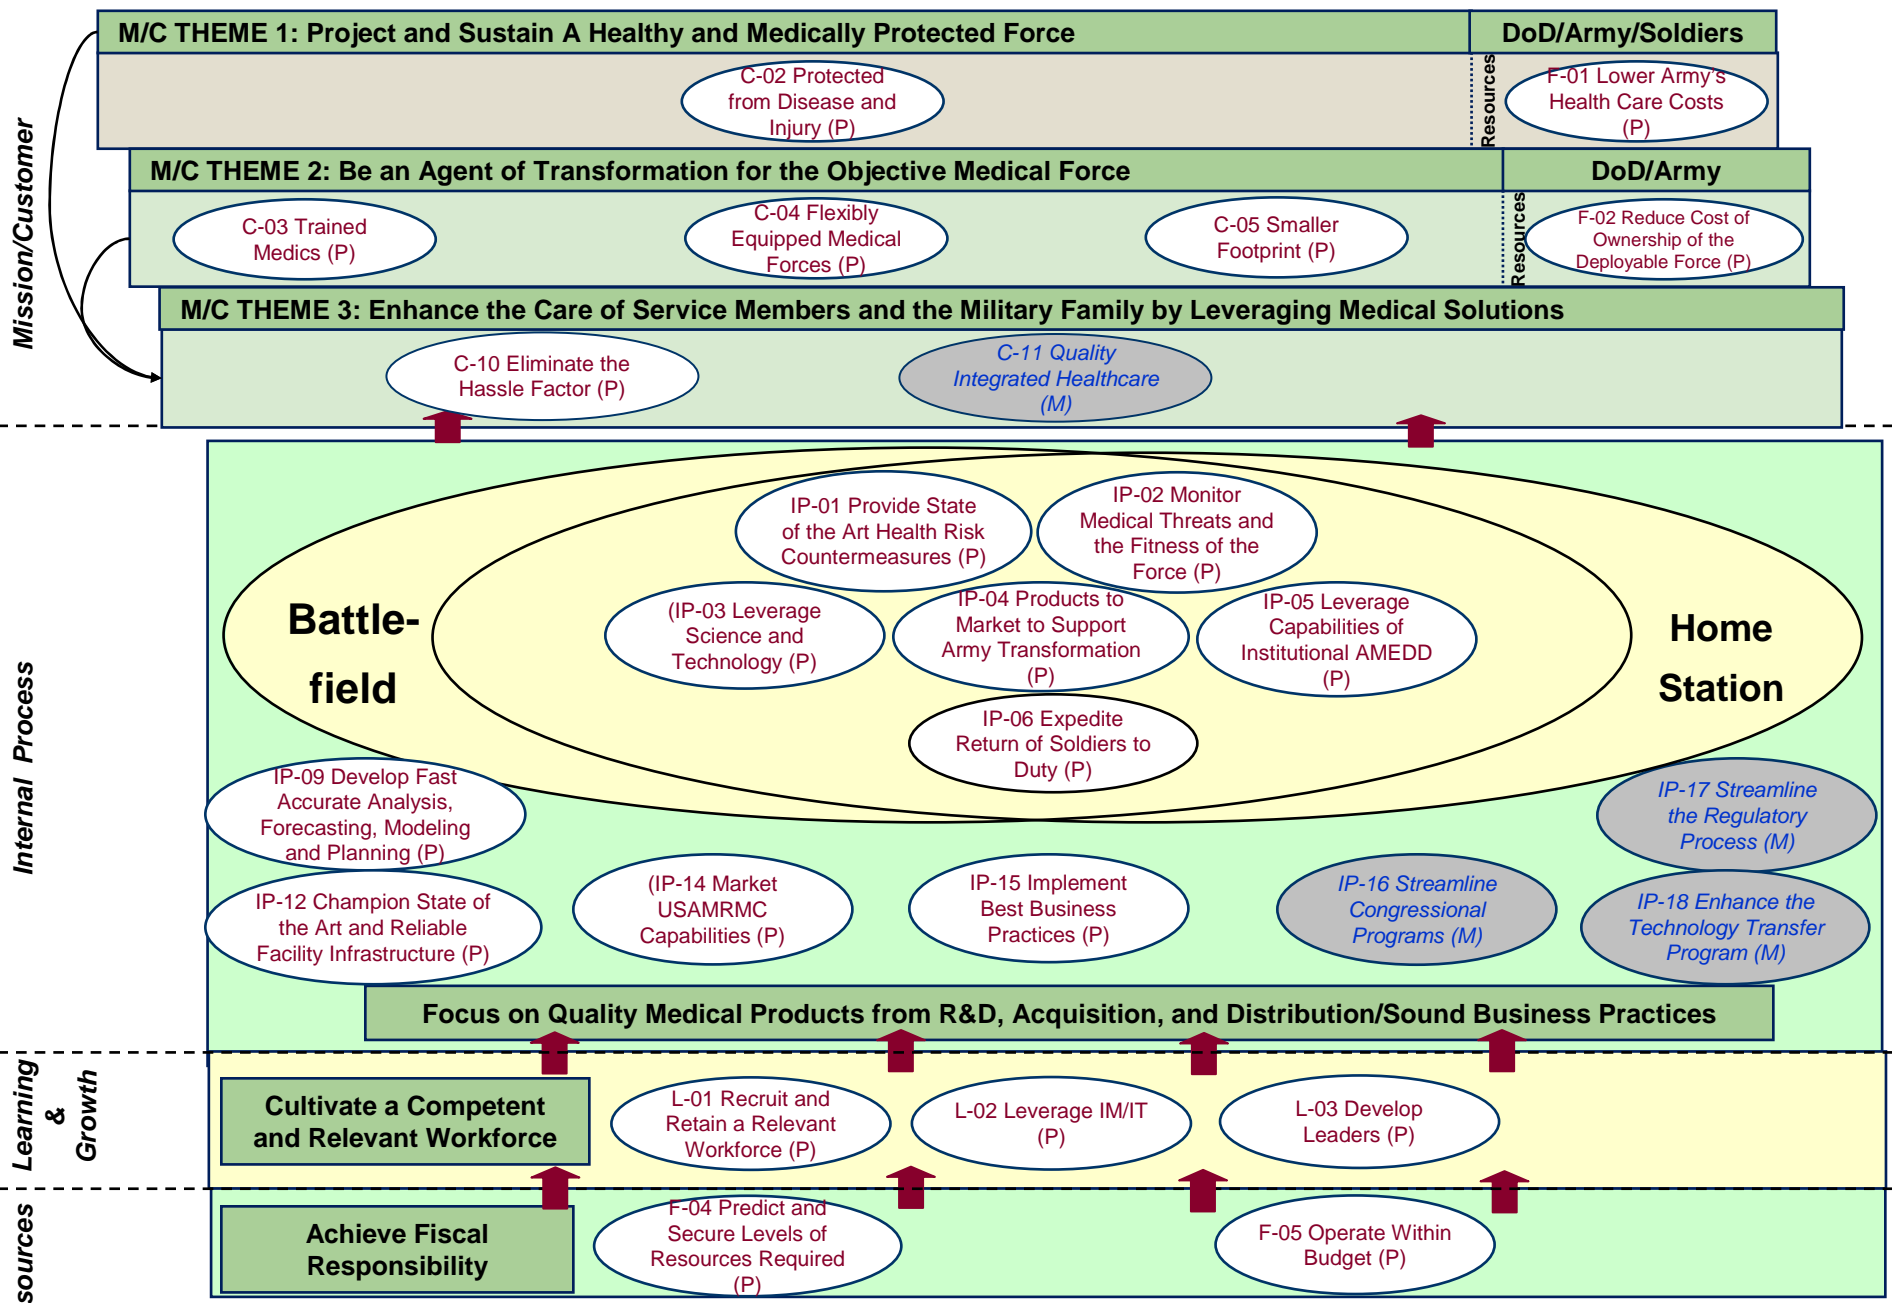 M/C THEME 1: Project and Sustain A Healthy and Medically Protected Force
DoD/Army/Soldiers
C-02 Protected
from Disease and
Injury (P)
Resources
F-01 Lower Army's
Health Care Costs
(P)
M/C THEME 2: Be an Agent of Transformation for the Objective Medical Force
DoD/Army
C-03 Trained
Medics (P)
C-04 Flexibly
Equipped Medical
Forces (P)
C-05 Smaller
Footprint (P)
Resources
F-02 Reduce Cost of
Ownership of the
Deployable Force (P)
Mission/Customer
M/C THEME 3: Enhance the Care of Service Members and the Military Family by Leveraging Medical Solutions
C-10 Eliminate the
Hassle Factor (P)
C-11 Quality
Integrated Healthcare
(M)
Internal Process
Battle-
field
Home
Station
IP-01 Provide State
of the Art Health Risk
Countermeasures (P)
IP-02 Monitor
Medical Threats and
the Fitness of the
Force (P)
(IP-03 Leverage
Science and
Technology (P)
IP-04 Products to
Market to Support
Army Transformation
(P)
IP-05 Leverage
Capabilities of
Institutional AMEDD
(P)
IP-06 Expedite
Return of Soldiers to
Duty (P)
IP-09 Develop Fast
Accurate Analysis,
Forecasting, Modeling
and Planning (P)
IP-17 Streamline
the Regulatory
Process (M)
IP-12 Champion State of
the Art and Reliable
Facility Infrastructure (P)
(IP-14 Market
USAMRMC
Capabilities (P)
IP-15 Implement
Best Business
Practices (P)
IP-16 Streamline
Congressional
Programs (M)
IP-18 Enhance the
Technology Transfer
Program (M)
Focus on Quality Medical Products from R&D, Acquisition, and Distribution/Sound Business Practices
Learning
&
Growth
Cultivate a Competent
and Relevant Workforce
L-01 Recruit and
Retain a Relevant
Workforce (P)
L-02 Leverage IM/IT
(P)
L-03 Develop
Leaders (P)
sources
Achieve Fiscal
Responsibility
F-04 Predict and
Secure Levels of
Resources Required
(P)
F-05 Operate Within
Budget (P)